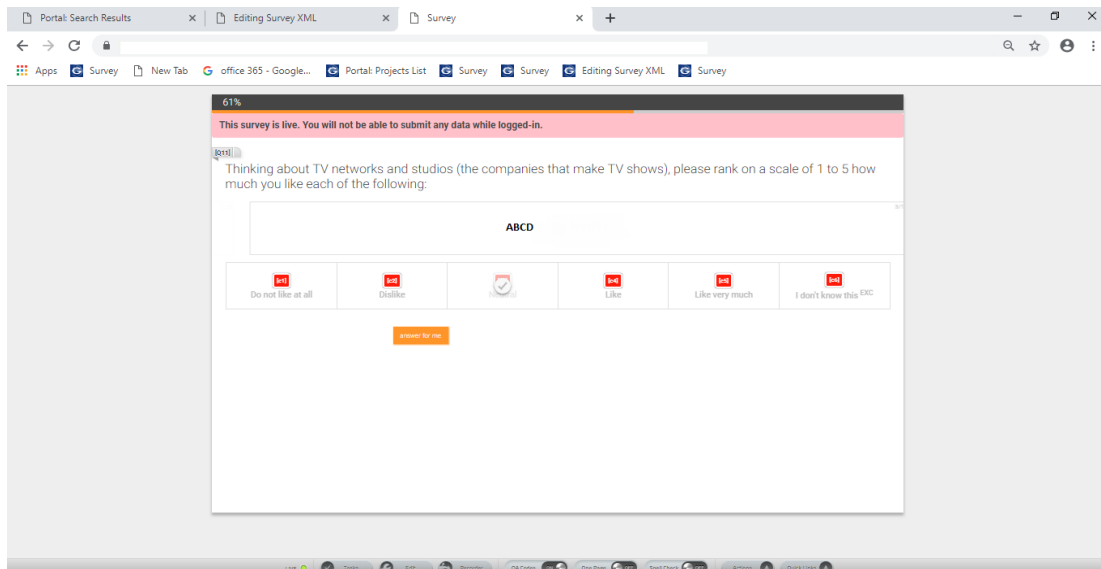 Portal: Search Results
Editing Survey XML
Survey
Apps Survey New Tab office 365 - Google... Portal: Projects List Survey Survey Editing Survey XML Survey
61%
This survey is live. You will not be able to submit any data while logged-in.
[Q11]
Thinking about TV networks and studios (the companies that make TV shows), please rank on a scale of 1 to 5 how
much you like each of the following:
ABCD
[c1] [c2] [c4] [c5] [c6]
Do not like at all Dislike Like Like very much I don't know this EXC
answer for me